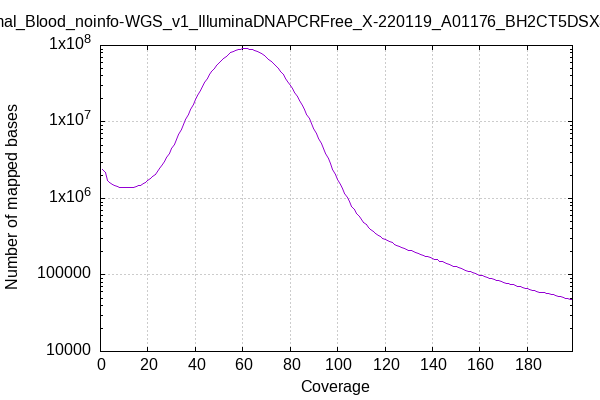 nal_Blood_noinfo-WGS_v1_IlluminaDNAPCRFree_X-220119_A01176_BH2CT5DSX
1x10^8
1x10^7
1x10^6
100000
10000
Number of mapped bases
0 20 40 60 80 100 120 140 160 180
Coverage